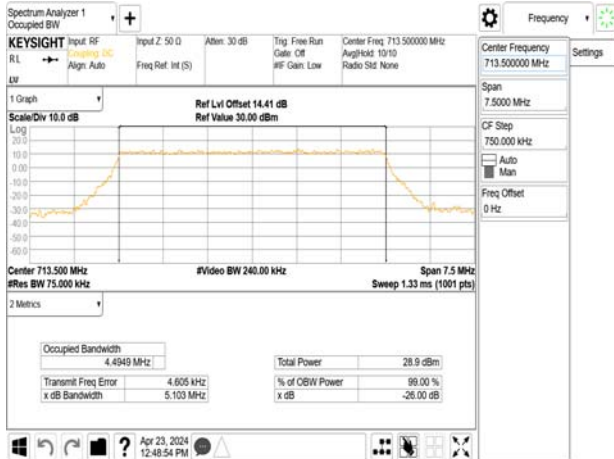 Spectrum Analyzer 1
Occupied BW
+
Frequency
KEYSIGHT
RL
Input: RF
Coupling: DC
Align: Auto
Input Z: 50 Ω
Freq Ref: Int (S)
Atten: 30 dB
Trig: Free Run
Gate: Off
#IF Gain: Low
Center Freq: 713.500000 MHz
Avg|Hold: 10/10
Radio Std: None
Center Frequency
713.500000 MHz
Settings
Span
7.5000 MHz
CF Step
750.000 kHz
Auto
Man
Freq Offset
0 Hz
1 Graph
Scale/Div 10.0 dB
Ref Lvl Offset 14.41 dB
Ref Value 30.00 dBm
Log
20.0
10.0
0.00
-10.0
-20.0
-30.0
-40.0
-50.0
-60.0
Center 713.500 MHz
#Res BW 75.000 kHz
#Video BW 240.00 kHz
Span 7.5 MHz
Sweep 1.33 ms (1001 pts)
2 Metrics
Occupied Bandwidth
4.4949 MHz
Total Power 28.9 dBm
Transmit Freq Error 4.605 kHz
% of OBW Power 99.00 %
x dB Bandwidth 5.103 MHz
x dB -26.00 dB
?
Apr 23, 2024
12:48:54 PM